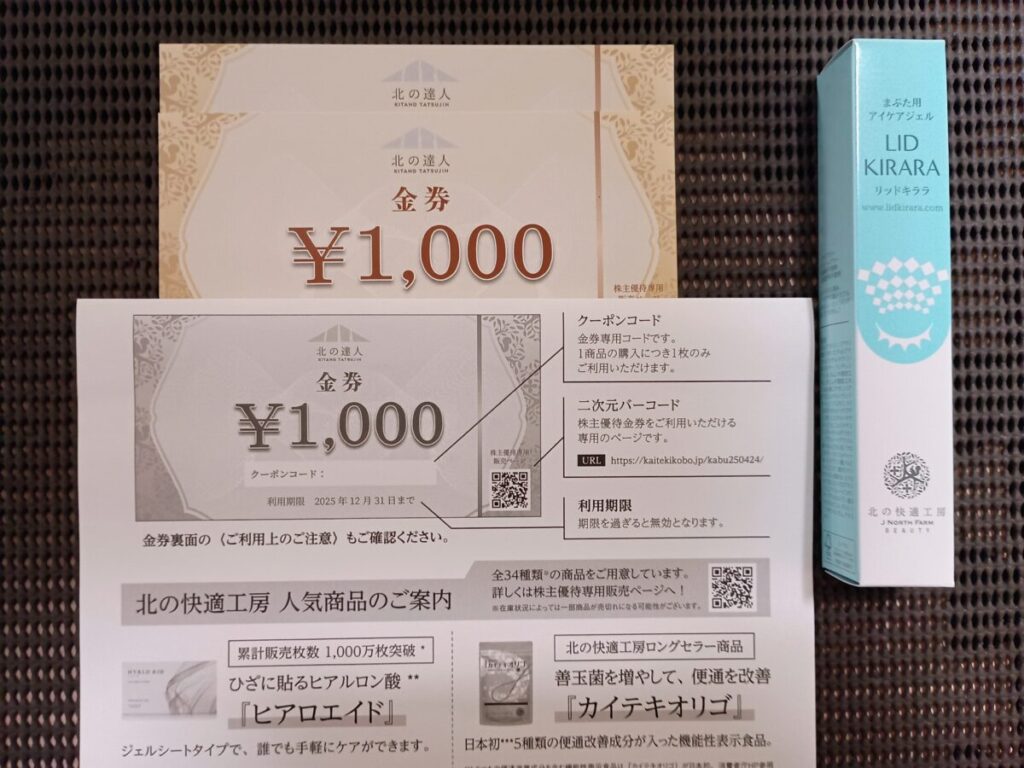 北の達人
KITANO TATSUJIN
北の達人
KITANO TATSUJIN
金券
¥1,000
株主優待専用
まぶた用
アイケアジェル
LID
KIRARA
リッドキララ
www.lidkirara.com
北の快適工房
J NORTH FARM
BEAUTY
北の達人
KITANO TATSUJIN
金券
¥1,000
クーポンコード:
利用期限 2025年12月31日まで
株主優待専用
販売ページ
クーポンコード
金券専用コードです。
1商品の購入につき1枚のみ
ご利用いただけます。
二次元バーコード
株主優待金券をご利用いただける
専用のページです。
URL https://kaitekikobo.jp/kabu250424/
利用期限
期限を過ぎると無効となります。
金券裏面の〈ご利用上のご注意〉もご確認ください。
北の快適工房 人気商品のご案内
全34種類※の商品をご用意しています。
詳しくは株主優待専用販売ページへ!
※在庫状況によっては一部商品が売切れになる可能性がございます。
累計販売枚数 1,000万枚突破 *
ひざに貼るヒアルロン酸 **
『ヒアロエイド』
ジェルシートタイプで、誰でも手軽にケアができます。
北の快適工房ロングセラー商品
カイテキオリゴ
善玉菌を増やして、便通を改善
『カイテキオリゴ』
日本初***5種類の便通改善成分が入った機能性表示食品。